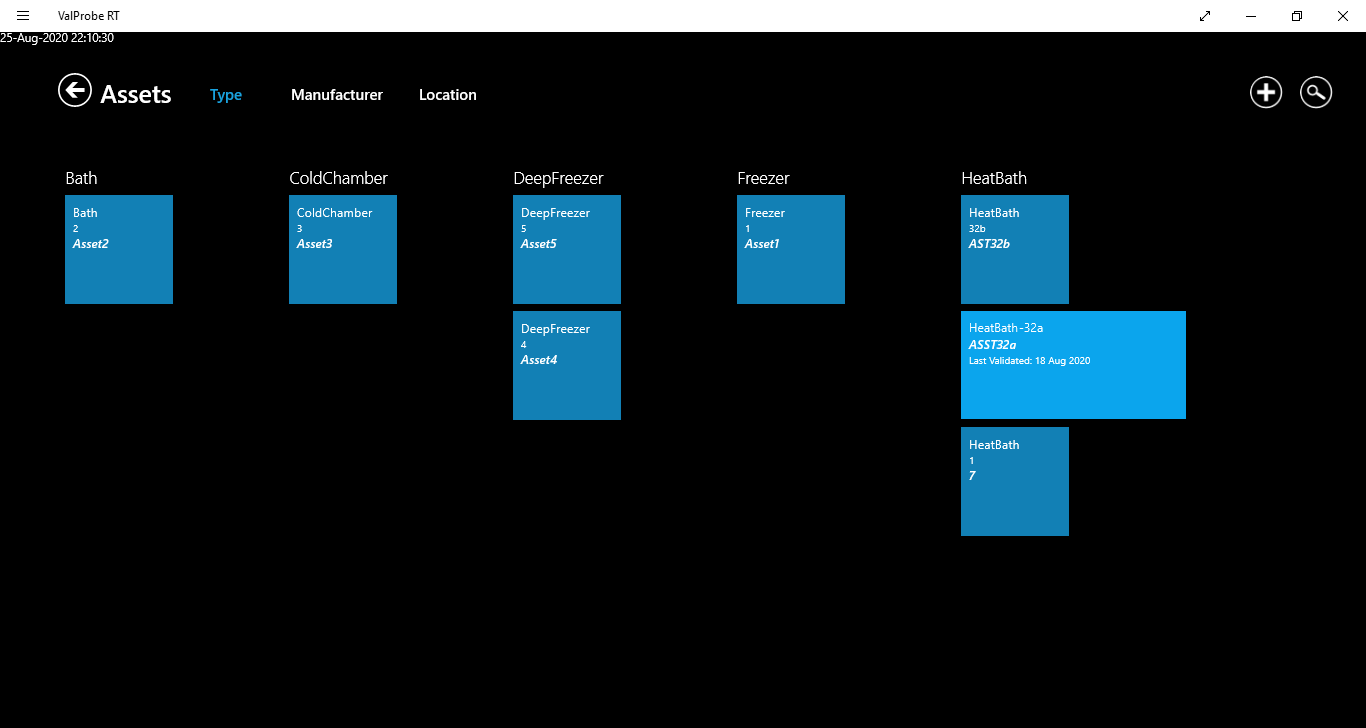 ValProbe RT
25-Aug-2020 22:10:30
Assets Type Manufacturer Location
Bath
Bath
2
Asset2
ColdChamber
ColdChamber
3
Asset3
DeepFreezer
DeepFreezer
5
Asset5
DeepFreezer
4
Asset4
Freezer
Freezer
1
Asset1
HeatBath
HeatBath
32b
AST32b
HeatBath-32a
ASST32a
Last Validated: 18 Aug 2020
HeatBath
1
7